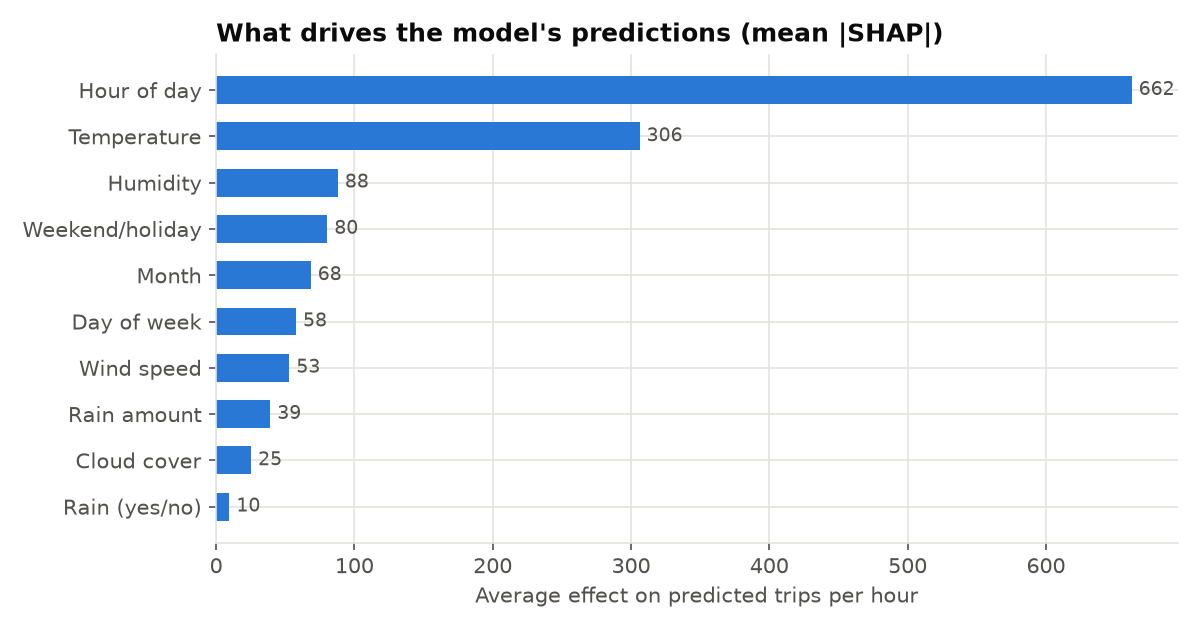 What drives the model's predictions (mean |SHAP|)
Hour of day 662
Temperature 306
Humidity 88
Weekend/holiday 80
Month 68
Day of week 58
Wind speed 53
Rain amount 39
Cloud cover 25
Rain (yes/no) 10
0 100 200 300 400 500 600
Average effect on predicted trips per hour